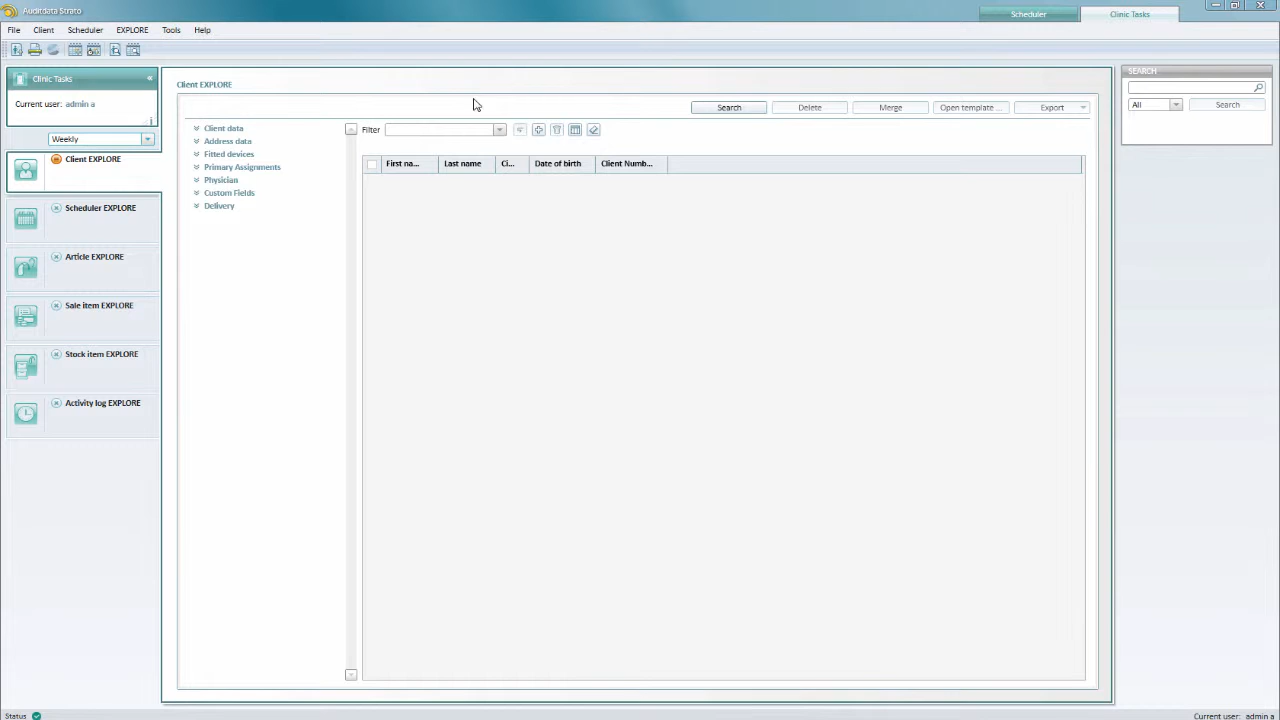 Auditdata Strato
Scheduler
Clinic Tasks
File Client Scheduler EXPLORE Tools Help
Clinic Tasks
Current user: admin a
Weekly
Client EXPLORE
Scheduler EXPLORE
Article EXPLORE
Sale item EXPLORE
Stock item EXPLORE
Activity log EXPLORE
Client EXPLORE
Search Delete Merge Open template ... Export
Client data
Address data
Fitted devices
Primary Assignments
Physician
Custom Fields
Delivery
Filter
First na... Last name Ci... Date of birth Client Numb...
SEARCH
All Search
Status Current user: admin a